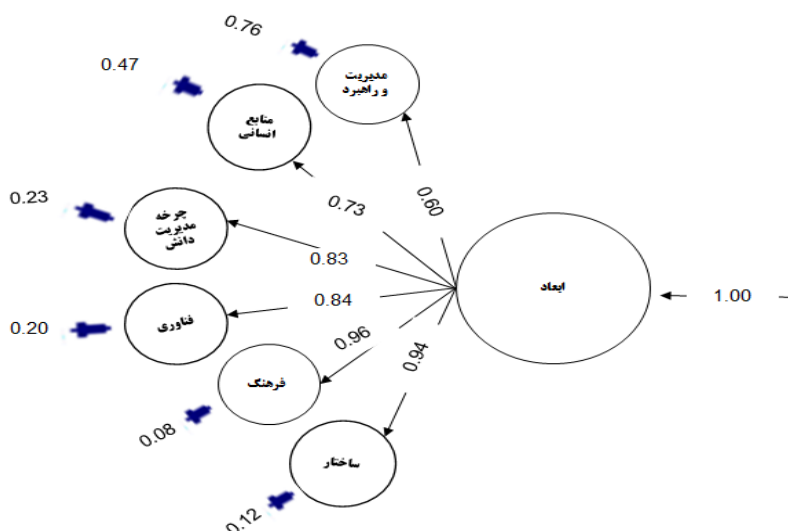 0.76
مدیریت
و راهبرد
0.47
منابع
انسانی
0.60
0.73
0.23
چرخه
مدیریت
دانش
0.83
ابعاد
1.00
0.84
فناوری
0.20
0.96
فرهنگ
0.94
0.08
ساختار
0.12